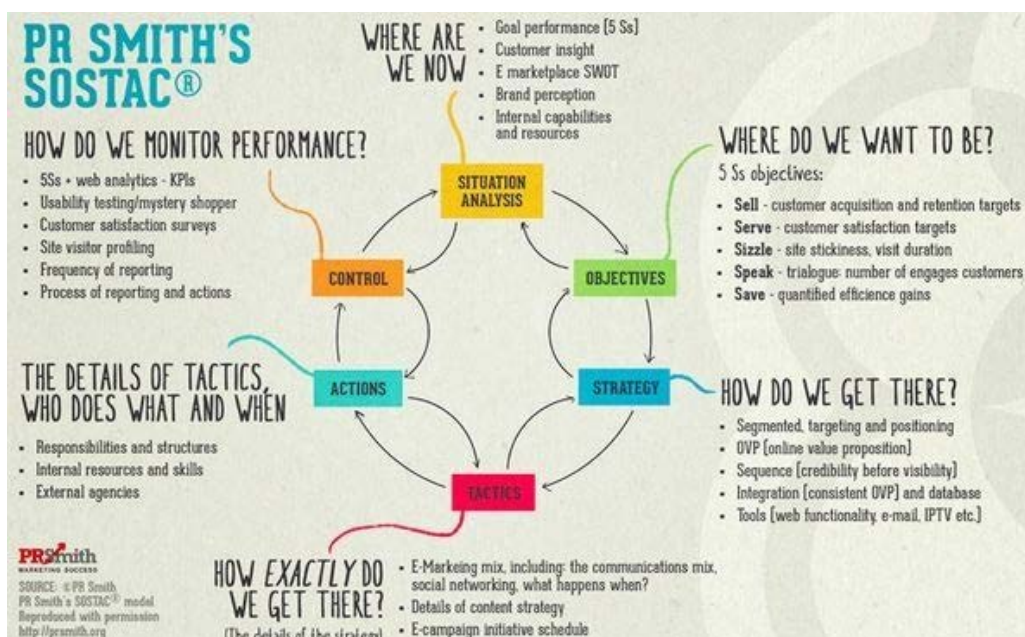 PR SMITH'S
SOSTAC®
WHERE ARE
WE NOW
• Goal performance (5 Ss)
• Customer insight
• E marketplace SWOT
• Brand perception
• Internal capabilities
and resources
HOW DO WE MONITOR PERFORMANCE?
• 5Ss + web analytics - KPIs
• Usability testing/mystery shopper
• Customer satisfaction surveys
• Site visitor profiling
• Frequency of reporting
• Process of reporting and actions
WHERE DO WE WANT TO BE?
5 Ss objectives:
• Sell - customer acquisition and retention targets
• Serve - customer satisfaction targets
• Sizzle - site stickiness, visit duration
• Speak - trialogue: number of engages customers
• Save - quantified efficience gains
SITUATION
ANALYSIS
CONTROL
OBJECTIVES
ACTIONS
STRATEGY
TACTICS
THE DETAILS OF TACTICS,
WHO DOES WHAT AND WHEN
• Responsibilities and structures
• Internal resources and skills
• External agencies
HOW DO WE GET THERE?
• Segmented, targeting and positioning
• OVP (online value proposition)
• Sequence (credibility before visibility)
• Integration (consistent OVP) and database
• Tools (web functionality, e-mail, IPTV etc.)
HOW EXACTLY DO
WE GET THERE?
(The details of the strategy)
• E-Markeing mix, including: the communications mix,
social networking, what happens when?
• Details of content strategy
• E-campaign initiative schedule
PRSmith
MARKETING SUCCESS
SOURCE: ©PR Smith
PR Smith's SOSTAC® model
Reproduced with permission
http://prsmith.org